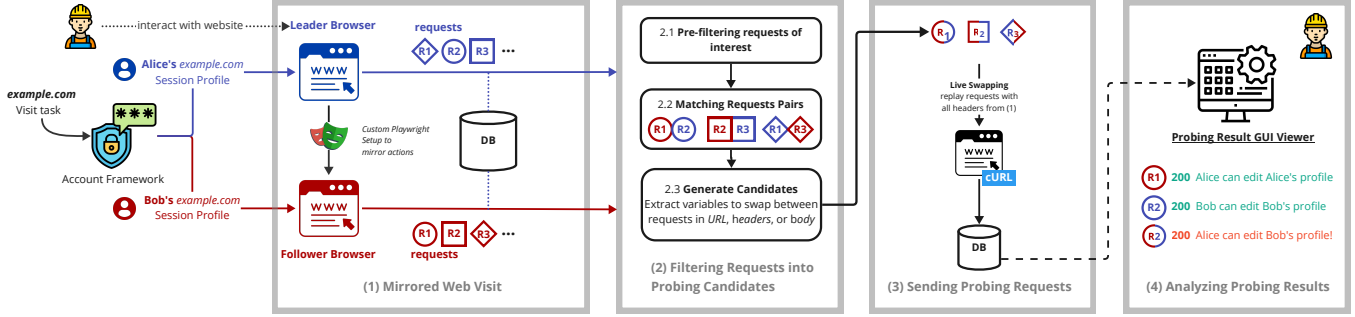 interact with website
example.com
Visit task
Account Framework
Alice's example.com
Session Profile
Bob's example.com
Session Profile
Leader Browser
WWW
Custom Playwright
Setup to
mirror actions
WWW
Follower Browser
requests
R1 R2 R3 ...
DB
R1 R2 R3 ...
requests
(1) Mirrored Web Visit
2.1 Pre-filtering requests of
interest
2.2 Matching Requests Pairs
R1 R2 R2 R3 R1 R3
2.3 Generate Candidates
Extract variables to swap between
requests in URL, headers, or body
(2) Filtering Requests into
Probing Candidates
R1 R2 R3
Live Swapping
replay requests with
all headers from (1)
WWW
cURL
DB
(3) Sending Probing Requests
Probing Result GUI Viewer
R1 200 Alice can edit Alice's profile
R2 200 Bob can edit Bob's profile
R2 200 Alice can edit Bob's profile!
(4) Analyzing Probing Results